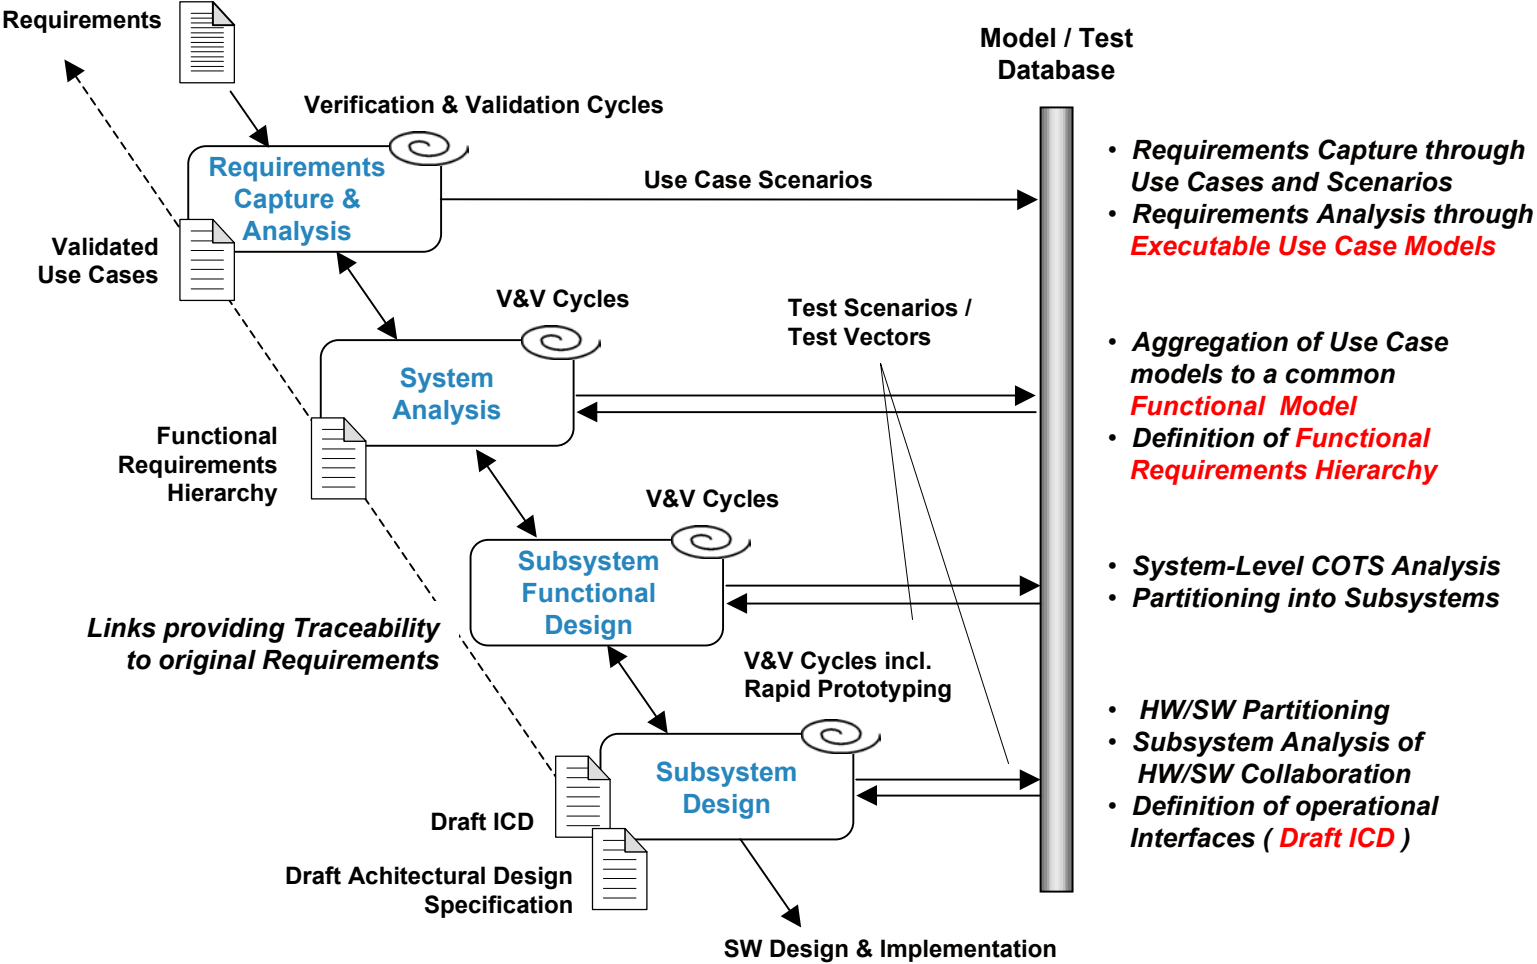 Requirements
Model / Test
Database
Verification & Validation Cycles
Requirements
Capture &
Analysis
Use Case Scenarios
• Requirements Capture through
Use Cases and Scenarios
• Requirements Analysis through
Executable Use Case Models
Validated
Use Cases
V&V Cycles
Test Scenarios /
Test Vectors
System
Analysis
• Aggregation of Use Case
models to a common
Functional Model
• Definition of Functional
Requirements Hierarchy
Functional
Requirements
Hierarchy
V&V Cycles
Subsystem
Functional
Design
• System-Level COTS Analysis
• Partitioning into Subsystems
Links providing Traceability
to original Requirements
V&V Cycles incl.
Rapid Prototyping
Subsystem
Design
• HW/SW Partitioning
• Subsystem Analysis of
HW/SW Collaboration
• Definition of operational
Interfaces ( Draft ICD )
Draft ICD
Draft Achitectural Design
Specification
SW Design & Implementation